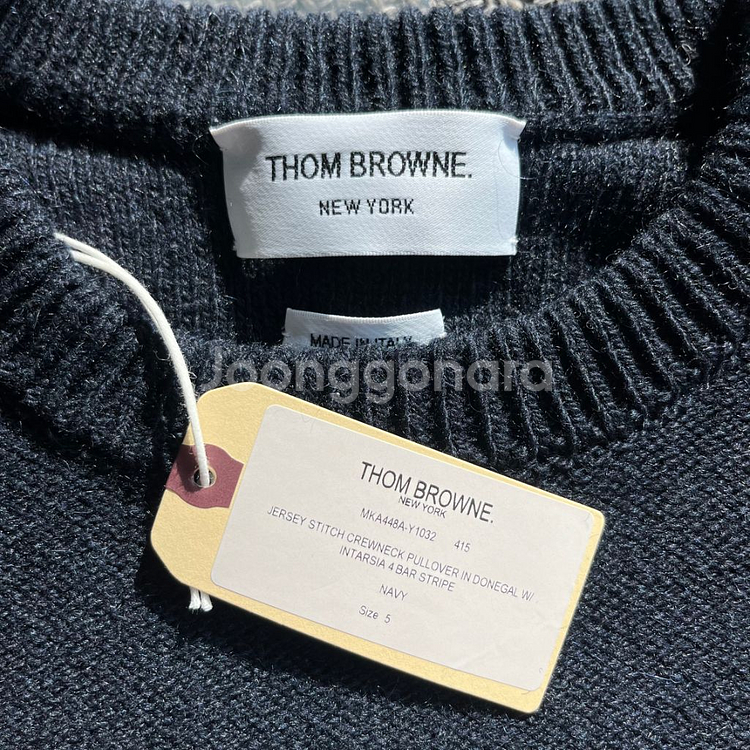 THOM BROWNE.
NEW YORK
MADE IN ITALY
Joonggonara
THOM BROWNE.
NEW YORK
MKA448A-Y1032 415
JERSEY STITCH CREWNECK PULLOVER IN DONEGAL W/
INTARSIA 4 BAR STRIPE
NAVY
Size 5